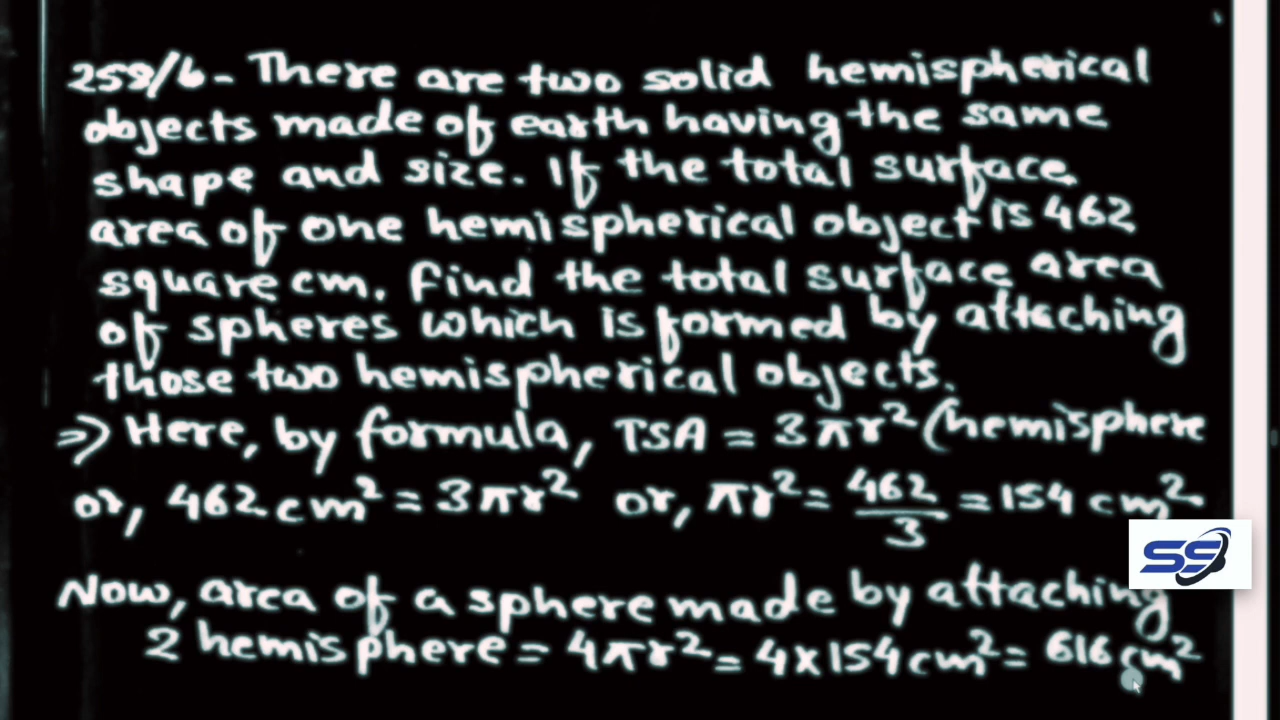 258/6- There are two solid hemispherical
objects made of earth having the same
shape and size. If the total surface
area of one hemispherical object is 462
square cm. Find the total surface area
of spheres which is formed by attaching
those two hemispherical objects.
⇒ Here, by formula, TSA = 3πr² (hemisphere
or, 462 cm² = 3πr² or, πr² = 462/3 = 154 cm²
SS
Now, area of a sphere made by attaching
2 hemisphere = 4πr² = 4x154cm² = 616 cm²